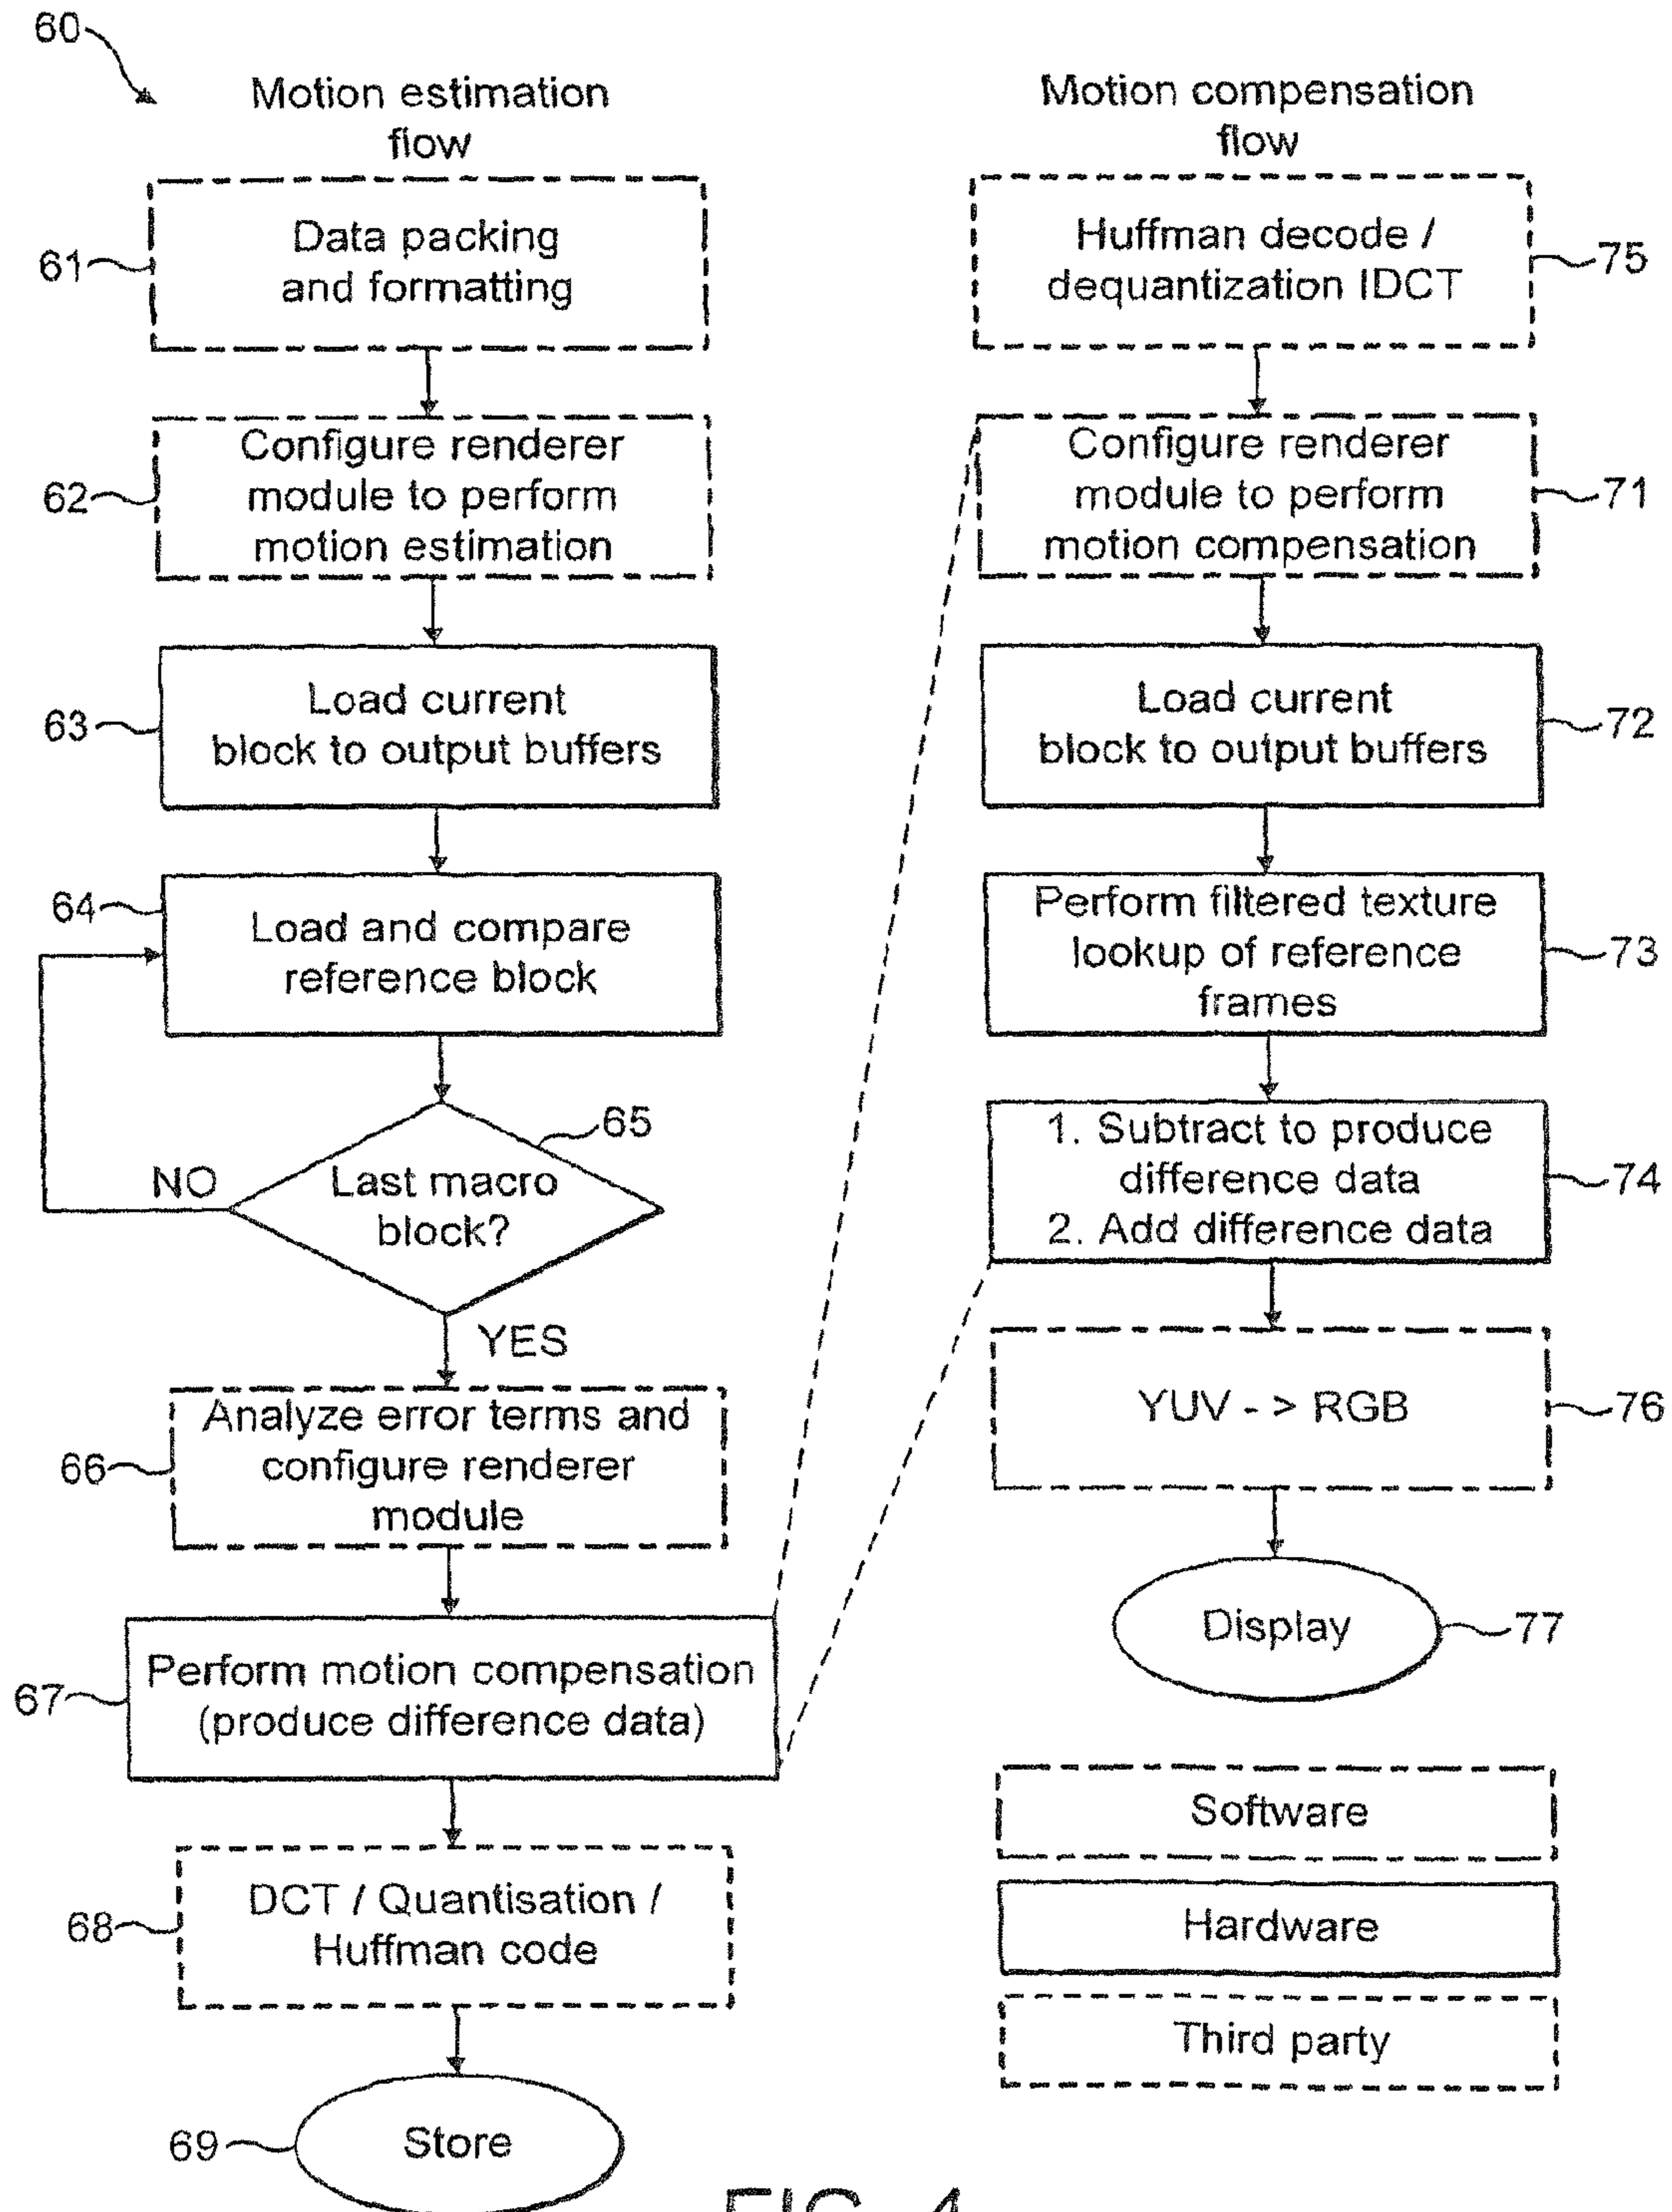 60
Motion estimation
flow
61
Data packing
and formatting
62
Configure renderer
module to perform
motion estimation
63
Load current
block to output buffers
64
Load and compare
reference block
65
NO
Last macro
block?
YES
66
Analyze error terms and
configure renderer
module
67
Perform motion compensation
(produce difference data)
68
DCT / Quantisation /
Huffman code
69
Store
Motion compensation
flow
Huffman decode /
dequantization IDCT
75
Configure renderer
module to perform
motion compensation
71
Load current
block to output buffers
72
Perform filtered texture
lookup of reference
frames
73
1. Subtract to produce
difference data
2. Add difference data
74
YUV - > RGB
76
Display
77
Software
Hardware
Third party
FIG. 4